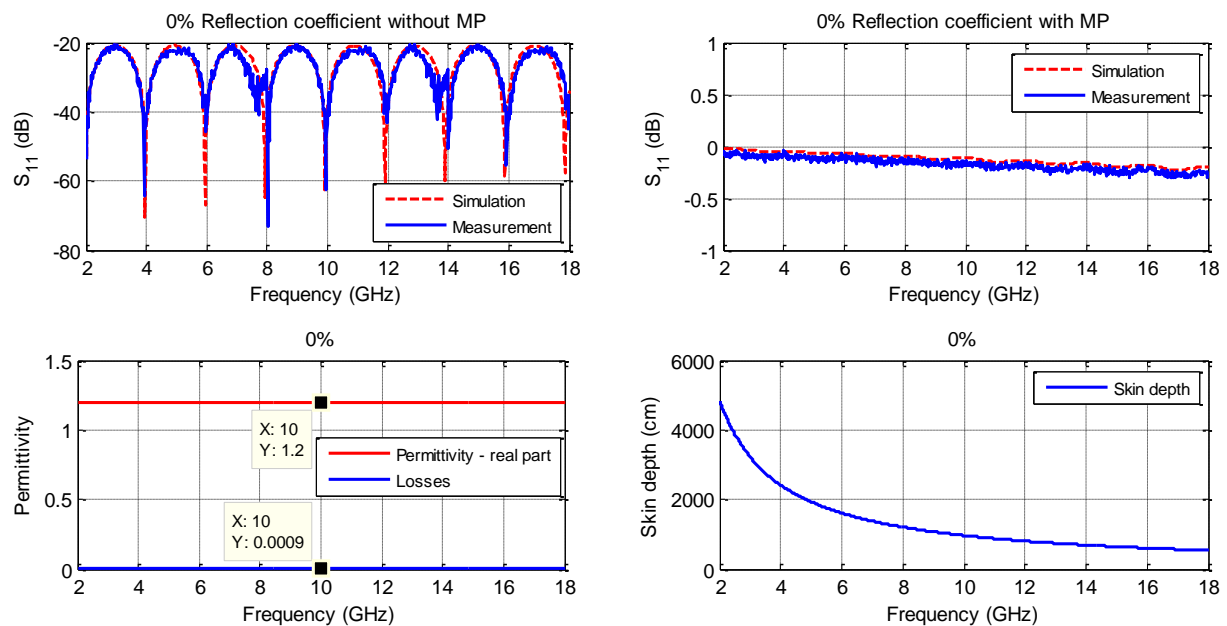 0% Reflection coefficient without MP
-20
-40
-60
-80
S11 (dB)
2 4 6 8 10 12 14 16 18
Frequency (GHz)
Simulation
Measurement
0% Reflection coefficient with MP
1
0.5
0
-0.5
-1
S11 (dB)
2 4 6 8 10 12 14 16 18
Frequency (GHz)
Simulation
Measurement
0%
1.5
1
0.5
0
Permittivity
2 4 6 8 10 12 14 16 18
Frequency (GHz)
X: 10
Y: 1.2
X: 10
Y: 0.0009
Permittivity - real part
Losses
0%
6000
4000
2000
0
Skin depth (cm)
2 4 6 8 10 12 14 16 18
Frequency (GHz)
Skin depth